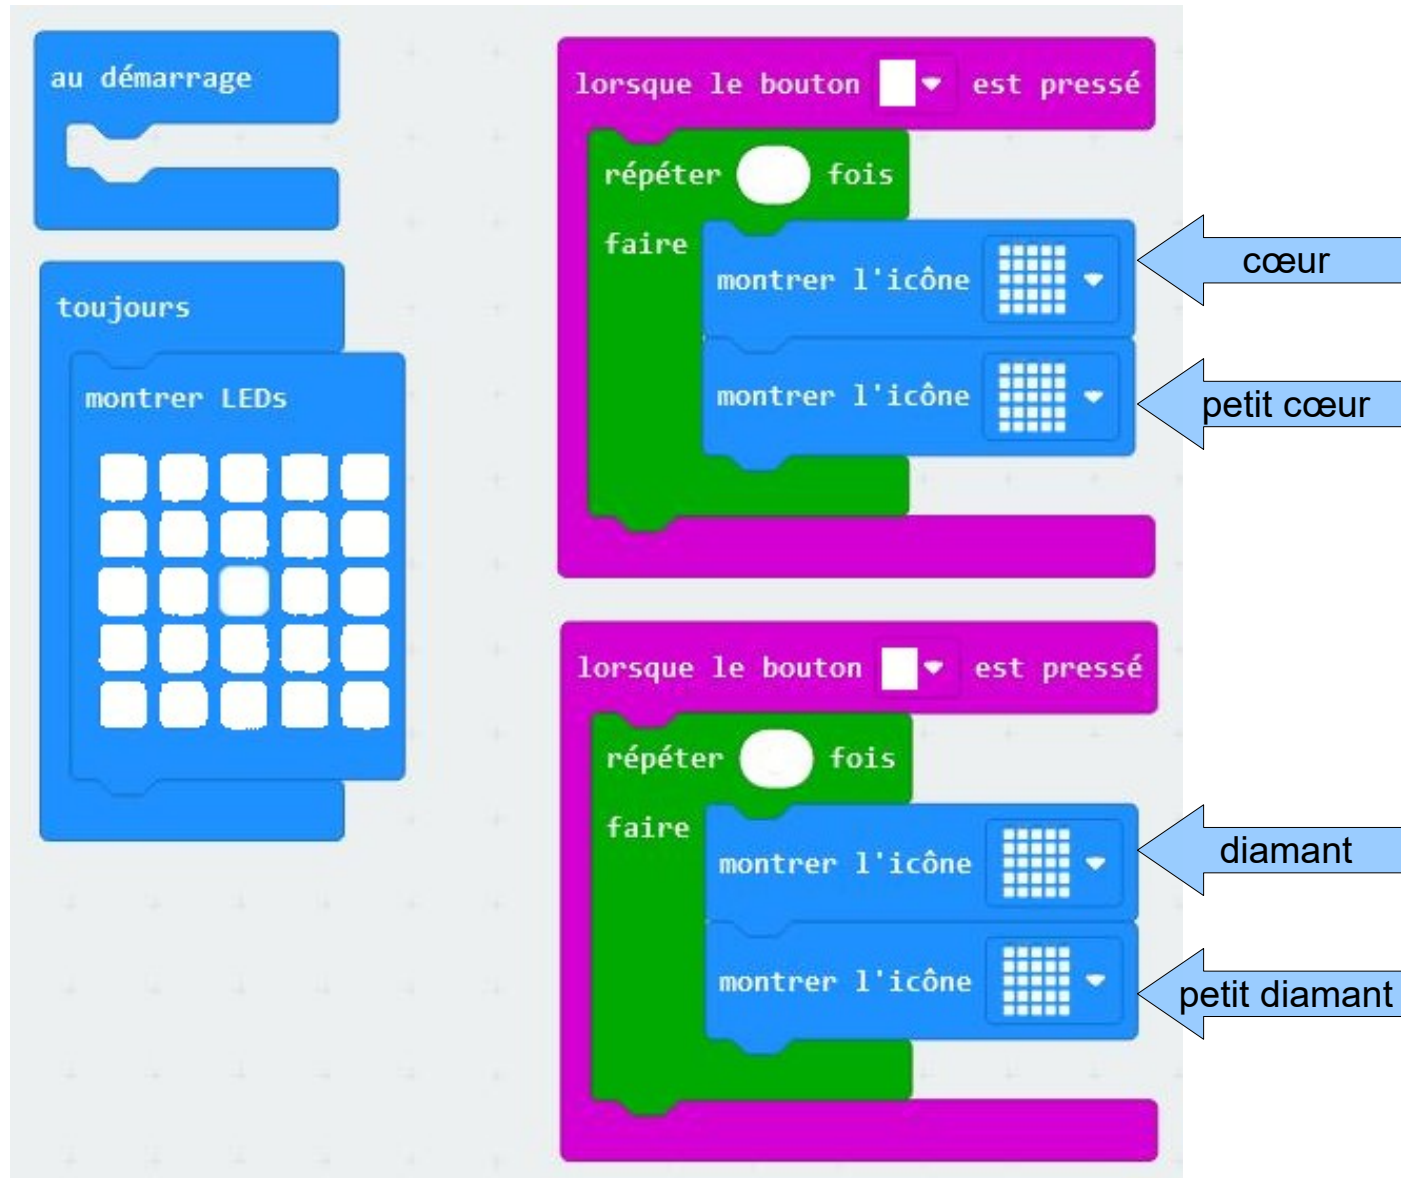 au démarrage
toujours
montrer LEDs
lorsque le bouton est pressé
répéter fois
faire
montrer l'icône
cœur
montrer l'icône
petit cœur
lorsque le bouton est pressé
répéter fois
faire
montrer l'icône
diamant
montrer l'icône
petit diamant